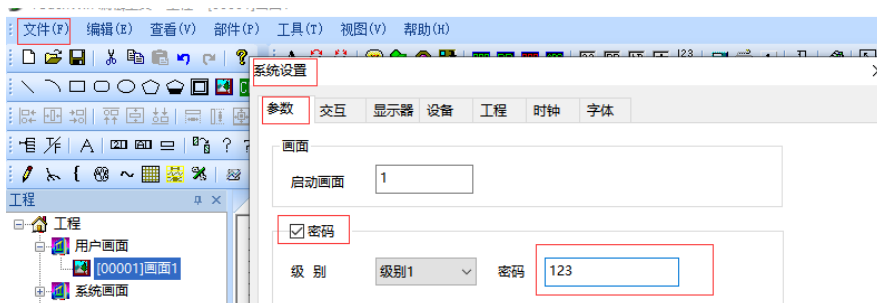 文件(F) 编辑(E) 查看(V) 部件(P) 工具(T) 视图(V) 帮助(H)
系统设置
参数 交互 显示器 设备 工程 时钟 字体
画面
启动画面 1
密码
级 别 级别1 密码 123
工程
工程
用户画面
[00001]画面1
系统画面